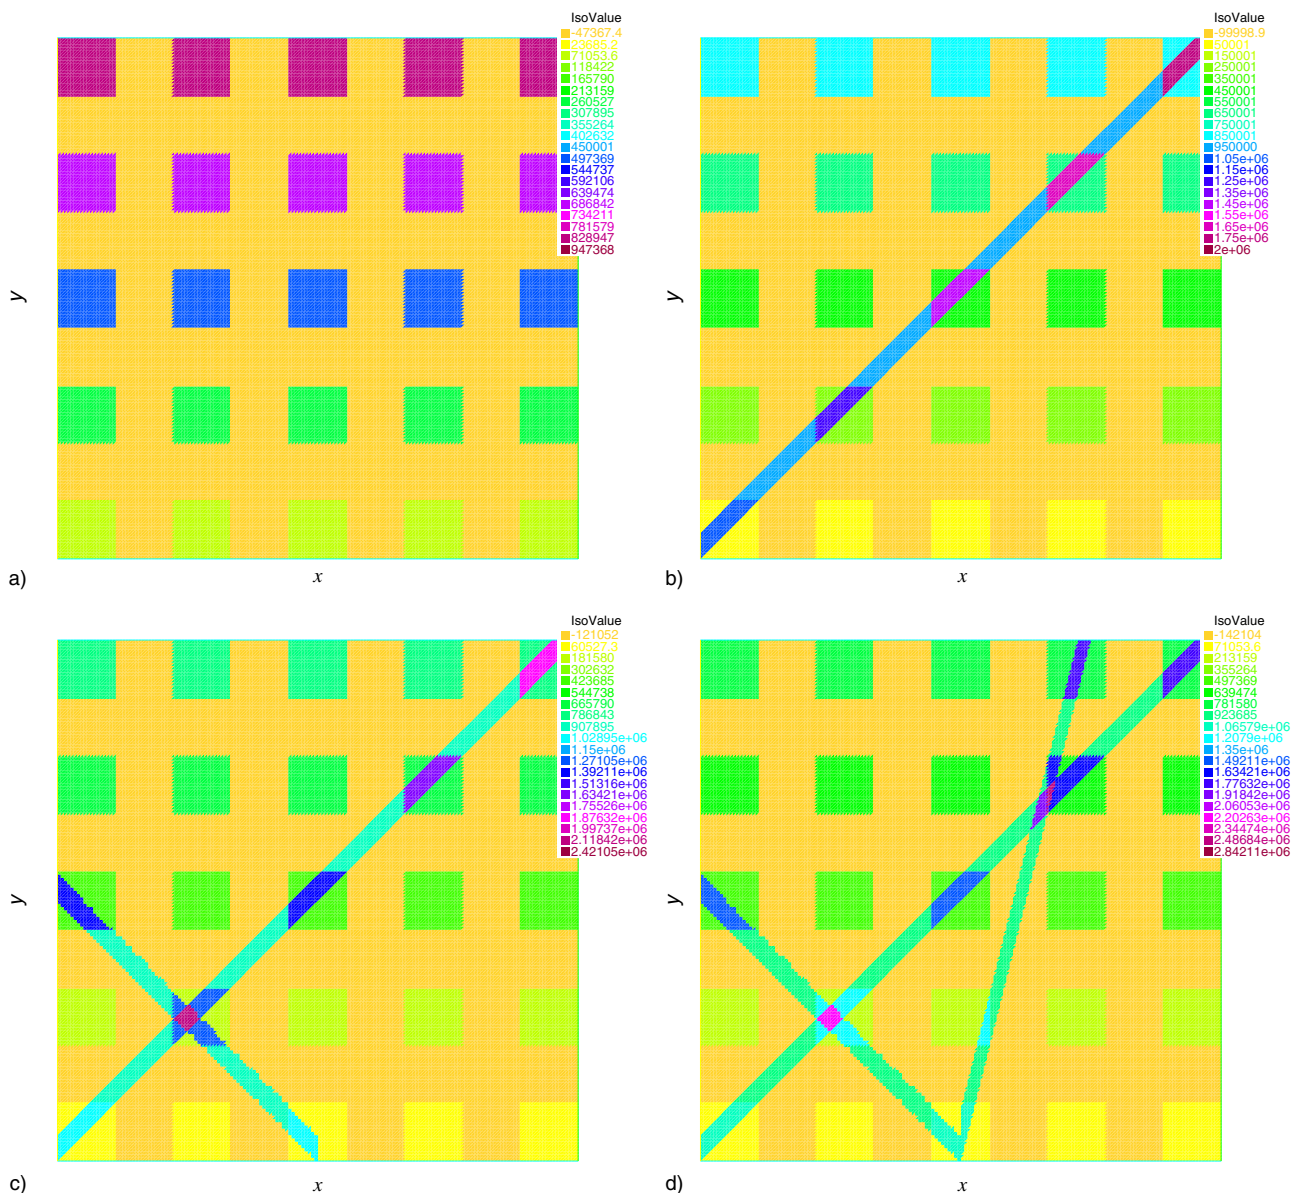 IsoValue
-47367.4
23685.2
71053.6
118422
165790
213159
260527
307895
355264
402632
450001
497369
544737
592106
639474
686842
734211
781579
828947
947368
y
x
a)
IsoValue
-99998.9
50001
150001
250001
350001
450001
550001
650001
750001
850001
950000
1.05e+06
1.15e+06
1.25e+06
1.35e+06
1.45e+06
1.55e+06
1.65e+06
1.75e+06
2e+06
y
x
b)
IsoValue
-121052
60527.3
181580
302632
423685
544738
665790
786843
907895
1.02895e+06
1.15e+06
1.27105e+06
1.39211e+06
1.51316e+06
1.63421e+06
1.75526e+06
1.87632e+06
1.99737e+06
2.11842e+06
2.42105e+06
y
x
c)
IsoValue
-142104
71053.6
213159
355264
497369
639474
781580
923685
1.06579e+06
1.2079e+06
1.35e+06
1.49211e+06
1.63421e+06
1.77632e+06
1.91842e+06
2.06053e+06
2.20263e+06
2.34474e+06
2.48684e+06
2.84211e+06
y
x
d)